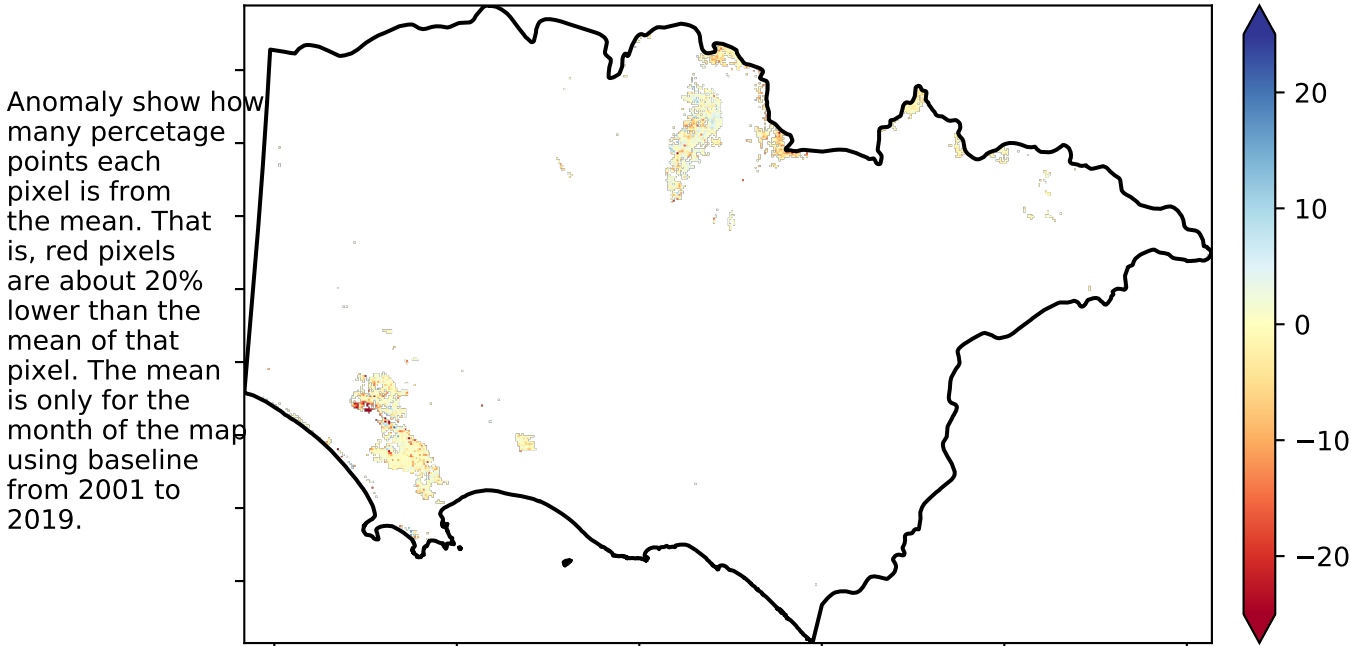 Anomaly show how
many percetage
points each
pixel is from
the mean. That
is, red pixels
are about 20%
lower than the
mean of that
pixel. The mean
is only for the
month of the map
using baseline
from 2001 to
2019.
20
10
0
−10
−20